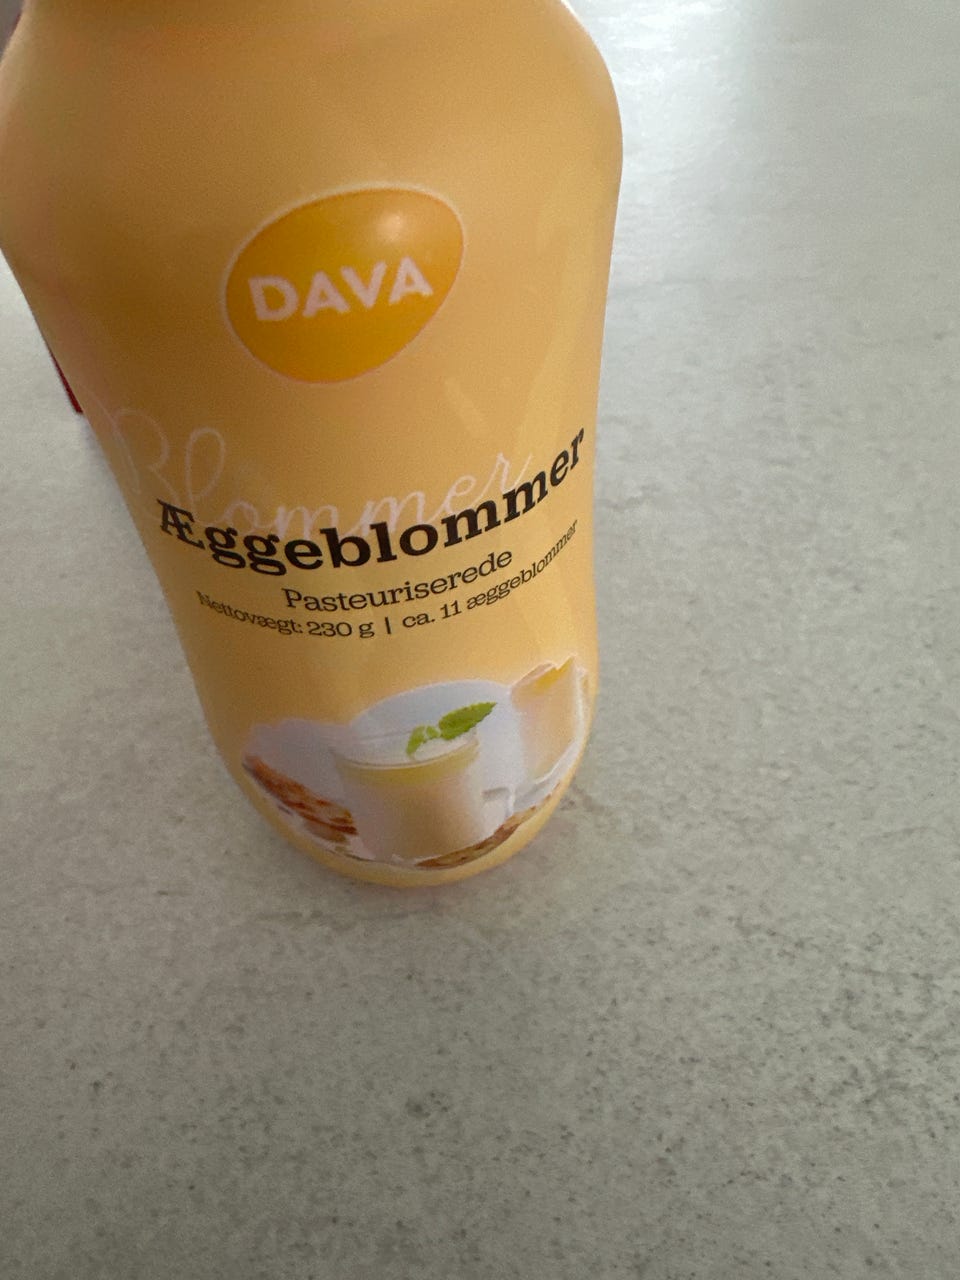 DAVA
Blommer
Æggeblommer
Pasteuriserede
Nettovægt: 230 g | ca. 11 æggeblommer